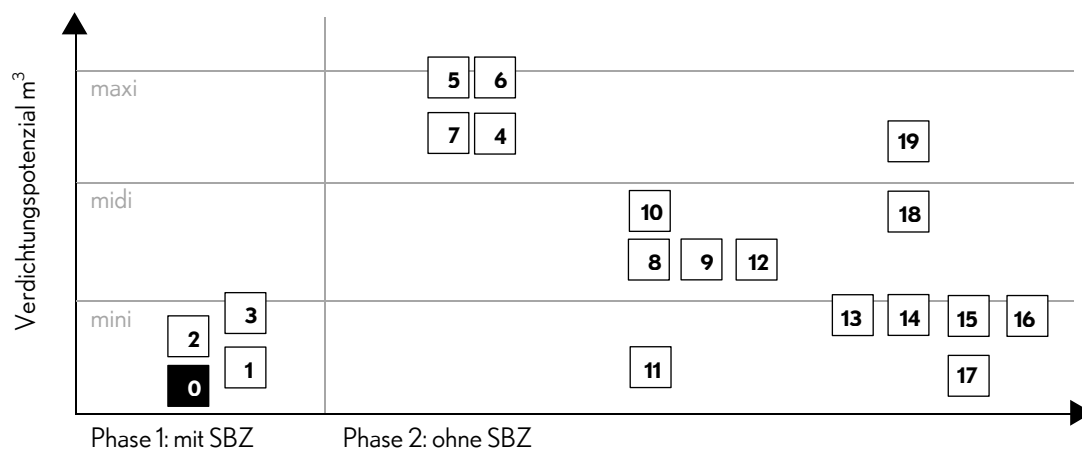 Verdichtungspotenzial m³
maxi
5 6
7 4
19
midi
10
18
8 9 12
mini
3
13 14 15 16
2
1
11
17
0
Phase 1: mit SBZ
Phase 2: ohne SBZ